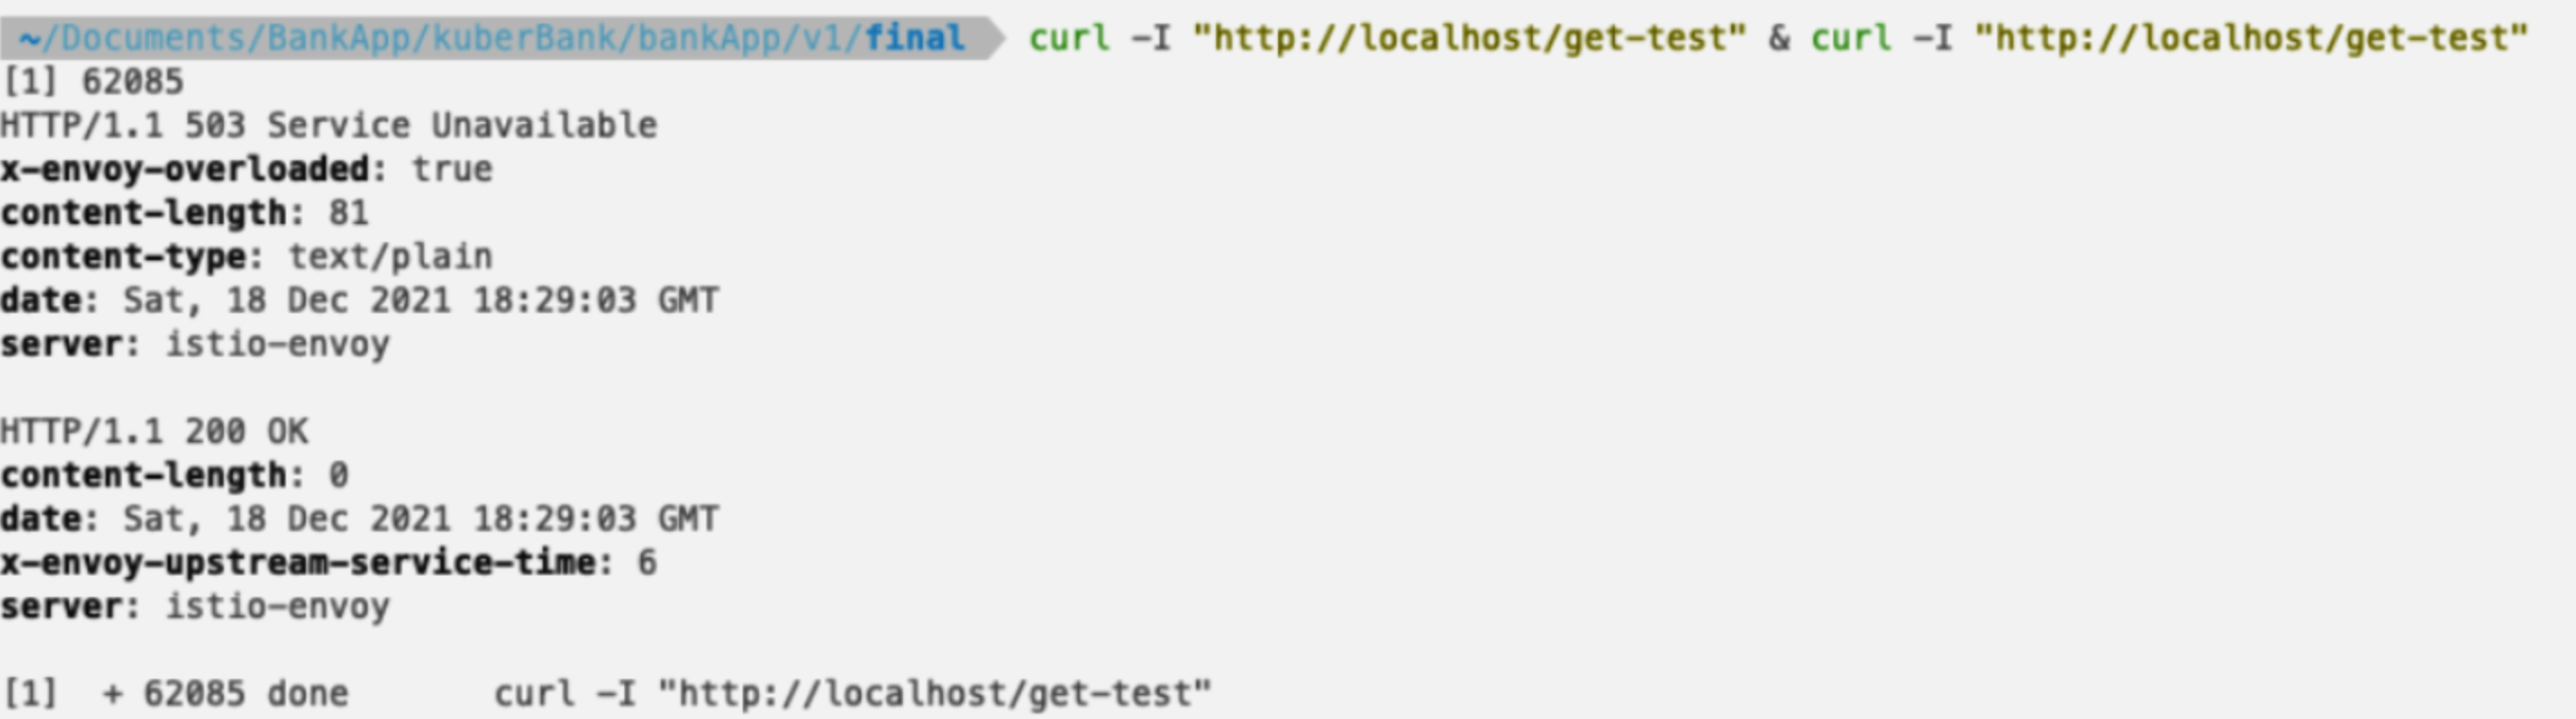 ~/Documents/BankApp/kuberBank/bankApp/v1/final curl -I "http://localhost/get-test" & curl -I "http://localhost/get-test"
[1] 62085
HTTP/1.1 503 Service Unavailable
x-envoy-overloaded: true
content-length: 81
content-type: text/plain
date: Sat, 18 Dec 2021 18:29:03 GMT
server: istio-envoy
HTTP/1.1 200 OK
content-length: 0
date: Sat, 18 Dec 2021 18:29:03 GMT
x-envoy-upstream-service-time: 6
server: istio-envoy
[1]  + 62085 done       curl -I "http://localhost/get-test"